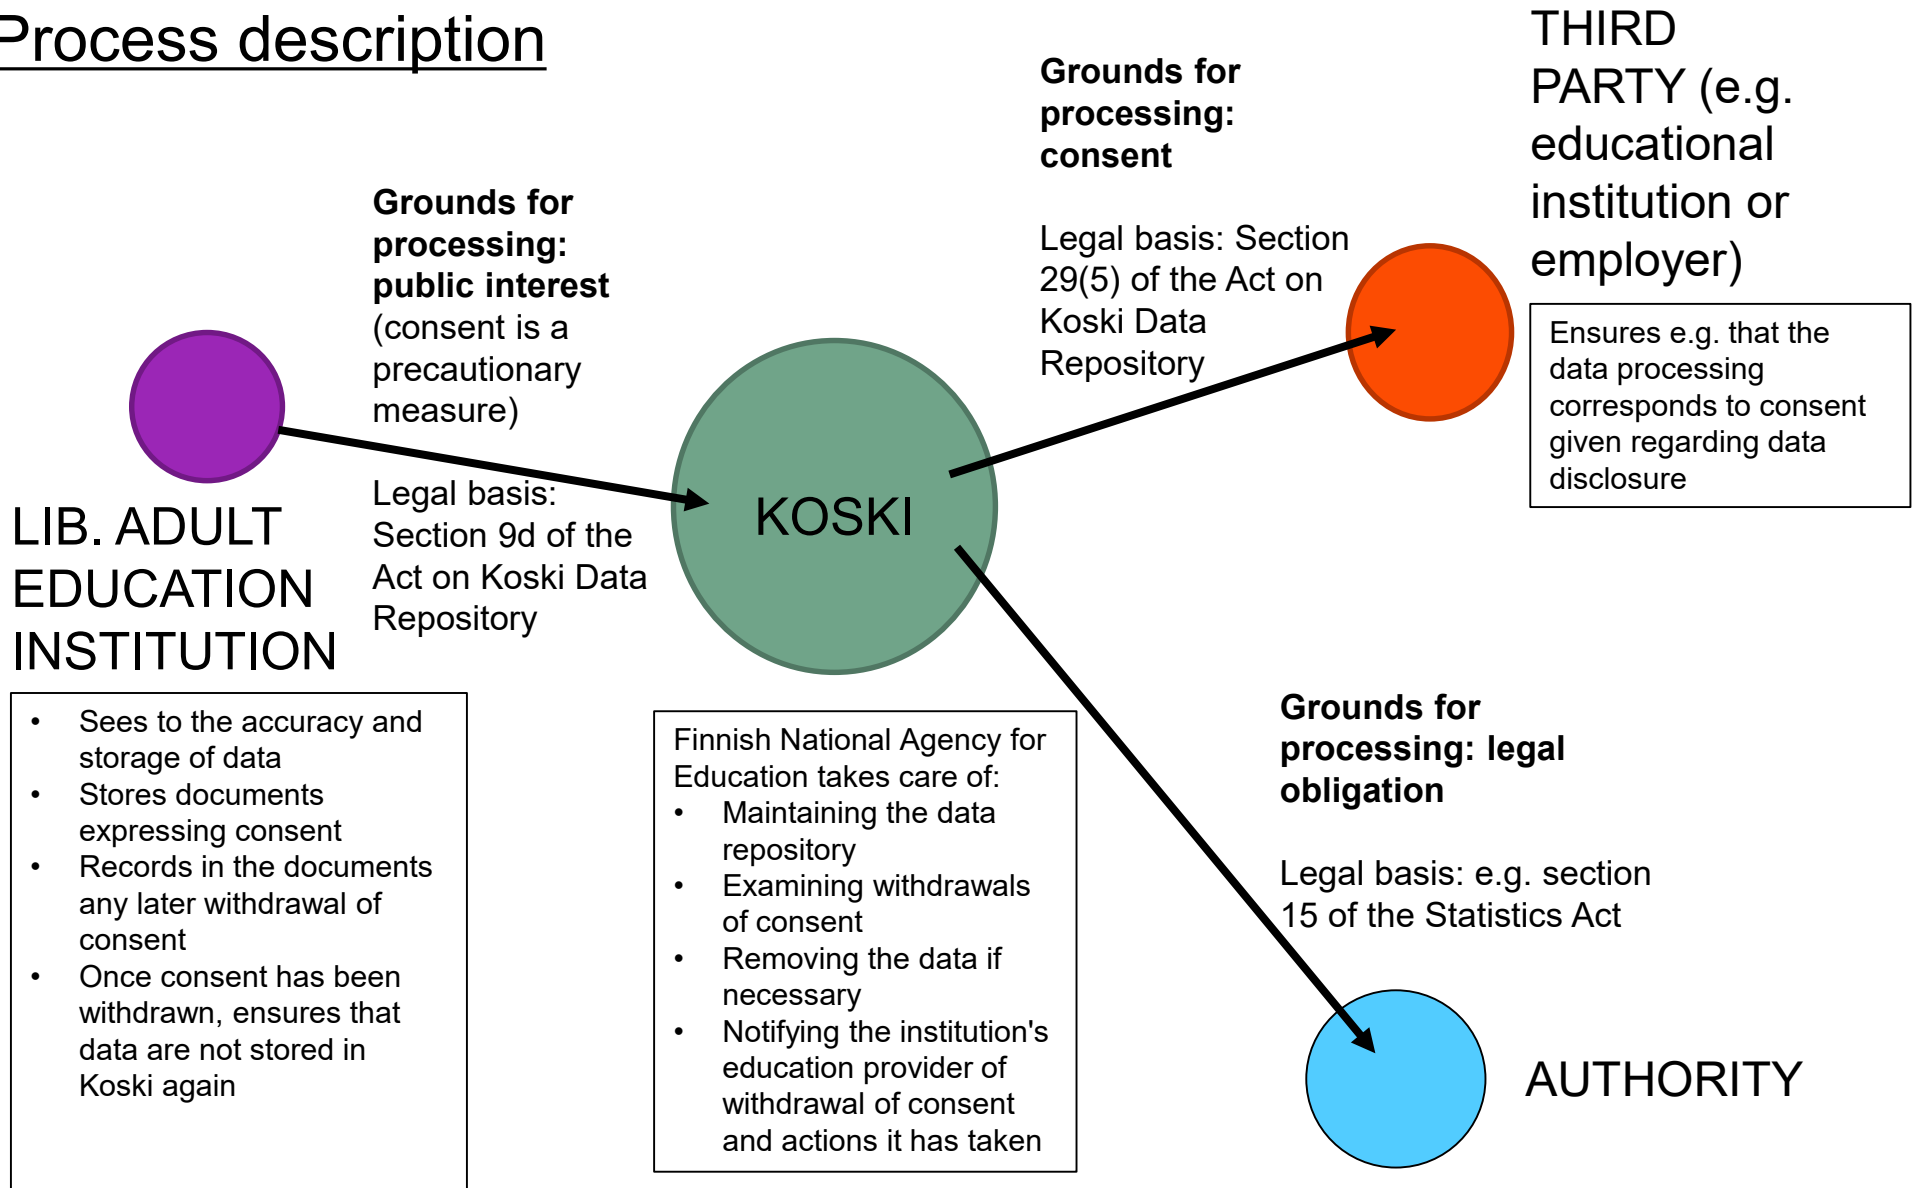 Process description
THIRD
PARTY (e.g.
educational
institution or
employer)
Grounds for
processing:
consent
Legal basis: Section
29(5) of the Act on
Koski Data
Repository
Ensures e.g. that the
data processing
corresponds to consent
given regarding data
disclosure
Grounds for
processing:
public interest
(consent is a
precautionary
measure)
Legal basis:
Section 9d of the
Act on Koski Data
Repository
KOSKI
LIB. ADULT
EDUCATION
INSTITUTION
• Sees to the accuracy and
storage of data
• Stores documents
expressing consent
• Records in the documents
any later withdrawal of
consent
• Once consent has been
withdrawn, ensures that
data are not stored in
Koski again
Finnish National Agency for
Education takes care of:
• Maintaining the data
repository
• Examining withdrawals
of consent
• Removing the data if
necessary
• Notifying the institution's
education provider of
withdrawal of consent
and actions it has taken
Grounds for
processing: legal
obligation
Legal basis: e.g. section
15 of the Statistics Act
AUTHORITY